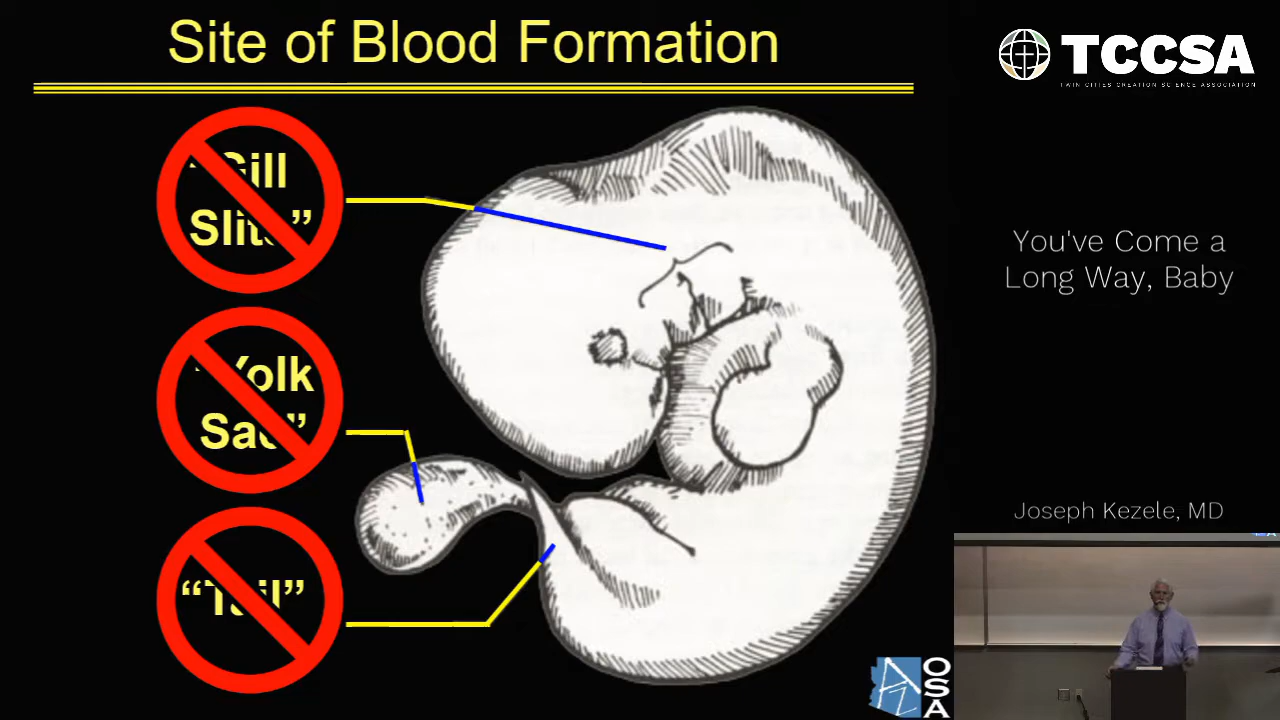 Site of Blood Formation
“Gill
Slits”
“Yolk
Sac”
“Tail”
TCCSA
TWIN CITIES CREATION SCIENCE ASSOCIATION
You've Come a
Long Way, Baby
Joseph Kezele, MD
AZ
OSA